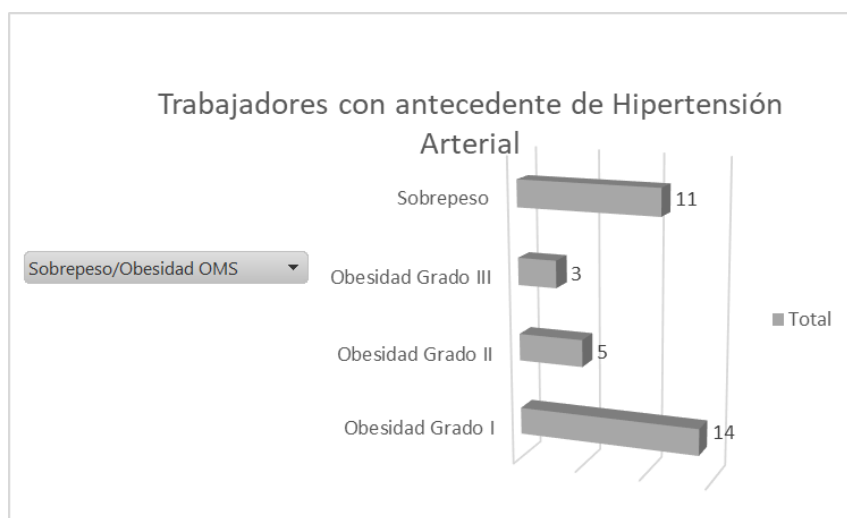 Trabajadores con antecedente de Hipertensión
Arterial
Sobrepeso
11
Sobrepeso/Obesidad OMS
Obesidad Grado III
3
Total
Obesidad Grado II
5
Obesidad Grado I
14